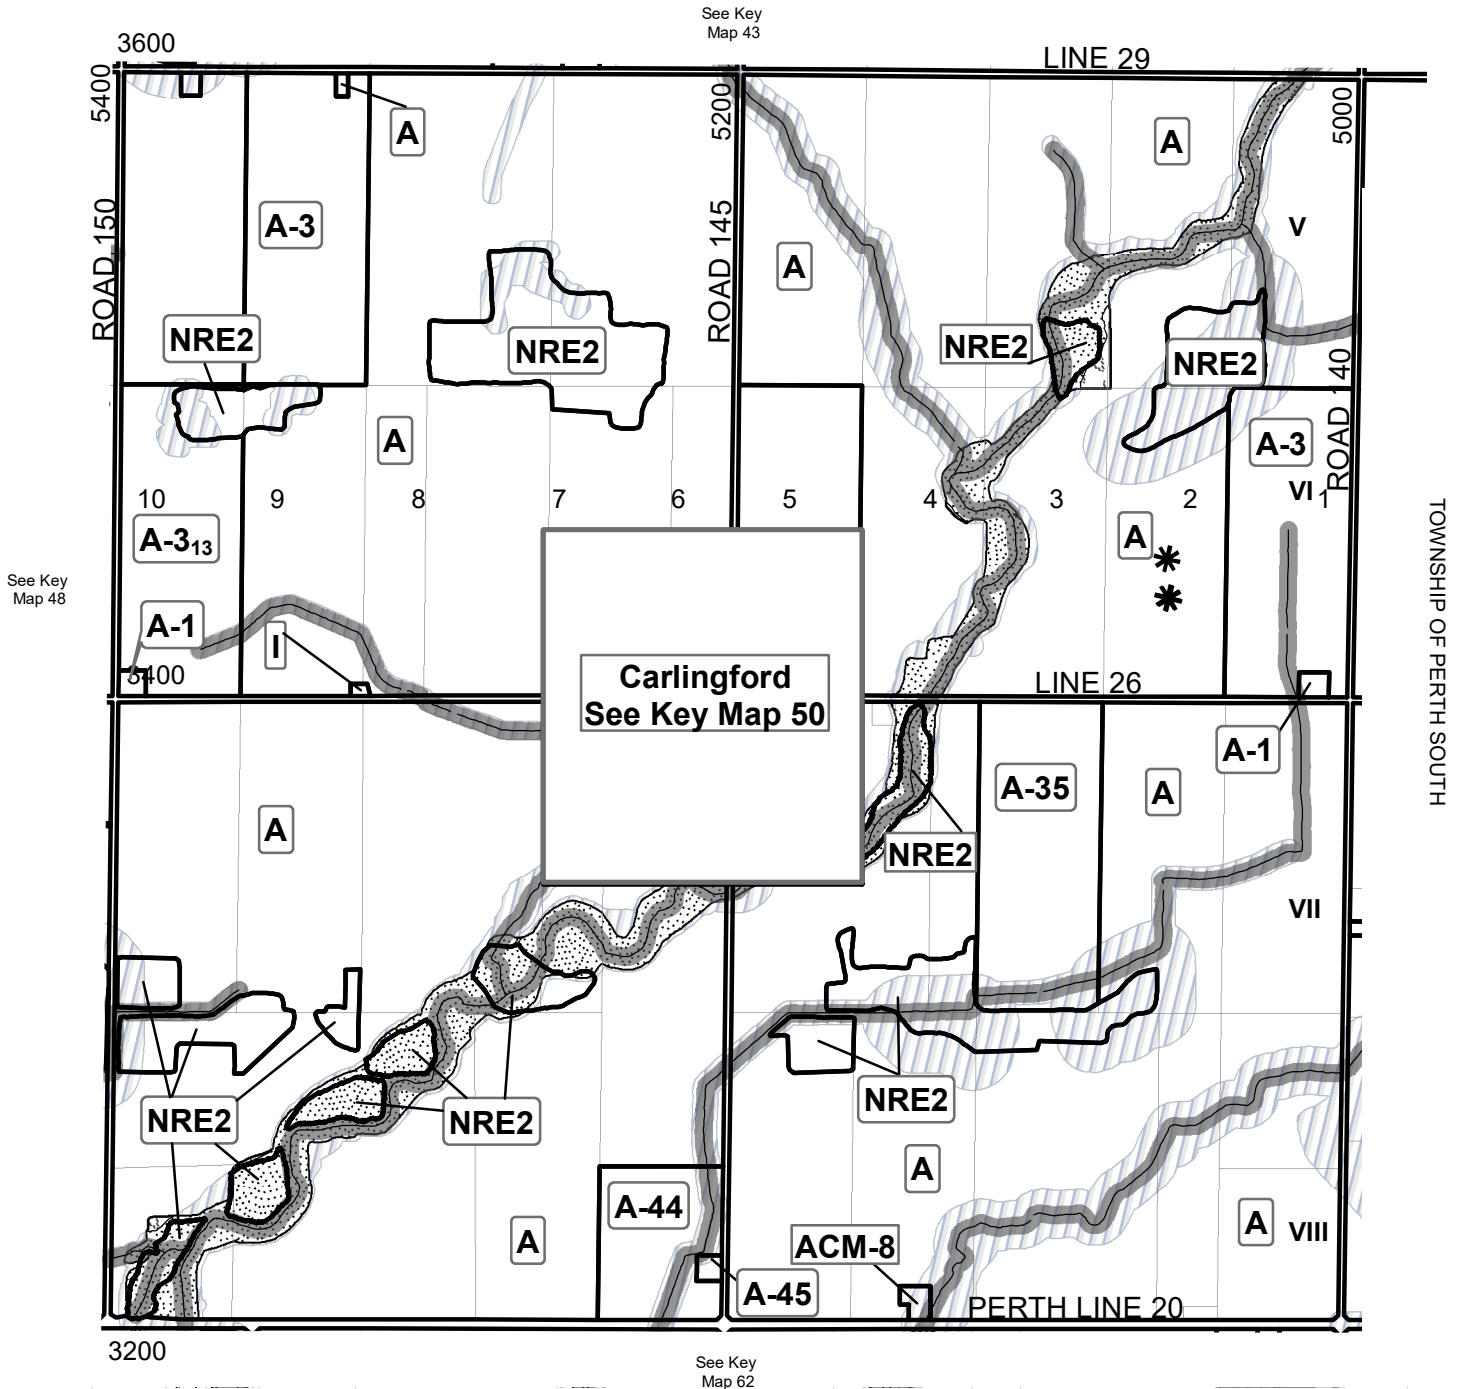 See Key
Map 43
3600
LINE 29
5400
5200
5000
A
A
A-3
ROAD 150
ROAD 145
A
V
NRE2
NRE2
NRE2
NRE2
ROAD 140
A
A-3
10
9
8
7
6
5
4
3
2
VI
1
A-3₁₃
A
See Key
Map 48
TOWNSHIP OF PERTH SOUTH
A-1
I
5400
LINE 26
Carlingford
See Key Map 50
A-1
A-35
A
A
NRE2
VII
NRE2
NRE2
NRE2
A
A-44
A
A
VIII
ACM-8
A-45
PERTH LINE 20
3200
See Key
Map 62